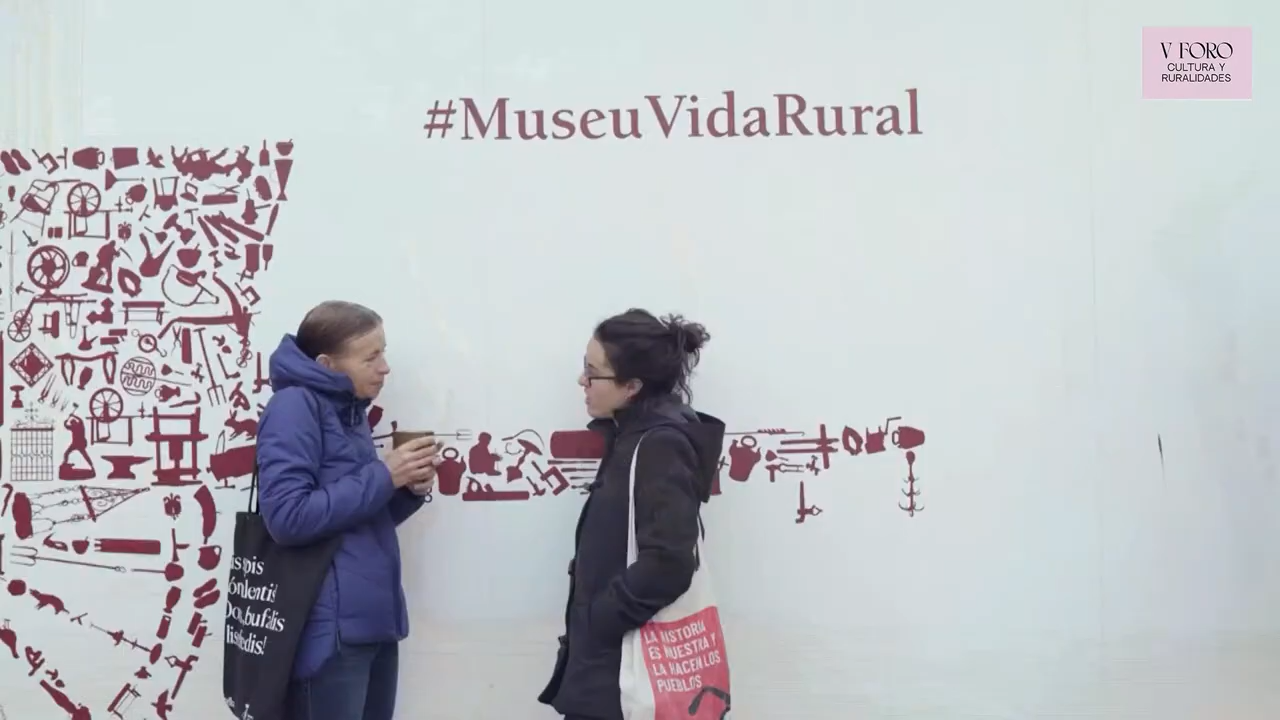 V FORO
CULTURA Y
RURALIDADES
#MuseuVidaRural
LA HISTORIA
ES NUESTRA Y
LA HACEN LOS
PUEBLOS